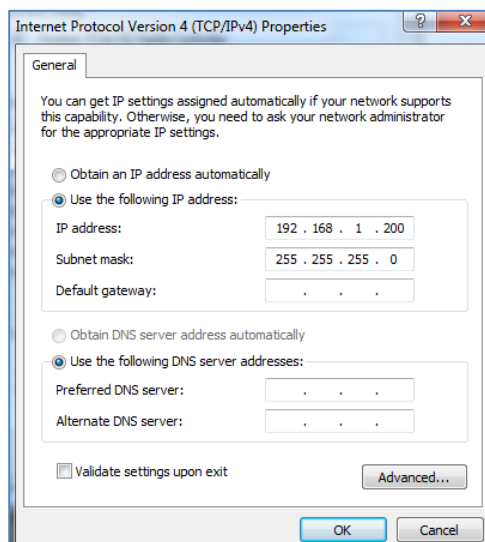 Internet Protocol Version 4 (TCP/IPv4) Properties
General
You can get IP settings assigned automatically if your network supports
this capability. Otherwise, you need to ask your network administrator
for the appropriate IP settings.
Obtain an IP address automatically
Use the following IP address:
IP address: 192 . 168 . 1 . 200
Subnet mask: 255 . 255 . 255 . 0
Default gateway: . . .
Obtain DNS server address automatically
Use the following DNS server addresses:
Preferred DNS server: . . .
Alternate DNS server: . . .
Validate settings upon exit
Advanced...
OK Cancel